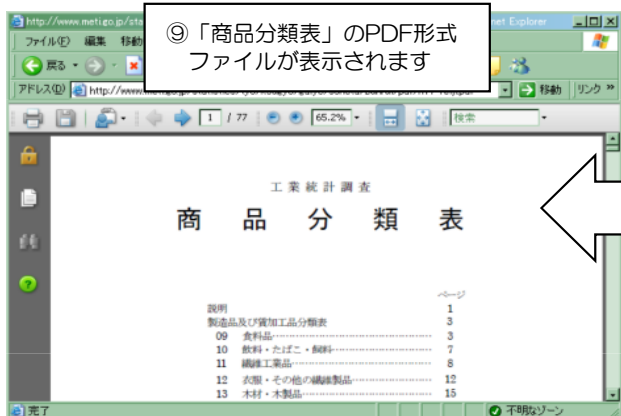 http://www.meti.go.jp/sta
net Explorer
⑨「商品分類表」のPDF形式
ファイルが表示されます
ファイル(F) 編集 移動
戻る
アドレス(D) http://www.
移動 リンク »
1 / 77 65.2% 検索
工業統計調査
商品分類表
ページ
説明 1
製造品及び賃加工品分類表 3
09 食料品 3
10 飲料・たばこ・飼料 7
11 繊維工業品 8
12 衣服・その他の繊維製品 12
13 木材・木製品 15
完了 不明なゾーン